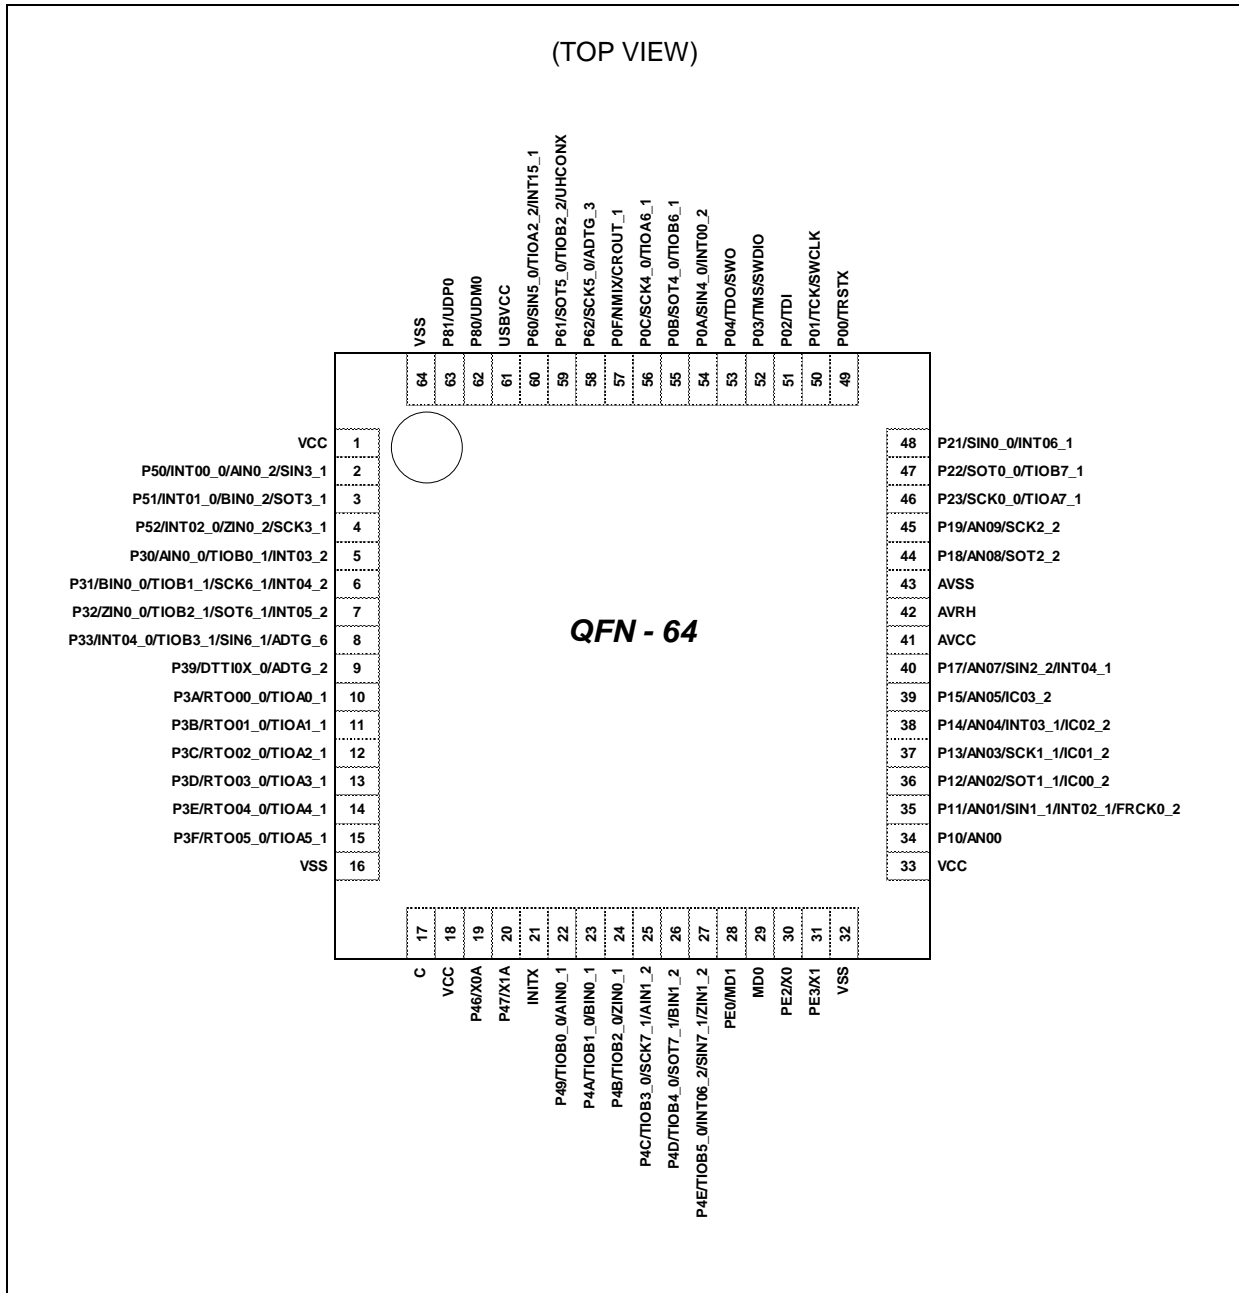 (TOP VIEW)
VSS
P81/UDP0
P80/UDM0
USBVCC
P60/SIN5_0/TIOA2_2/INT15_1
P61/SOT5_0/TIOB2_2/UHCONX
P62/SCK5_0/ADTG_3
P0F/NMIX/CROUT_1
P0C/SCK4_0/TIOA6_1
P0B/SOT4_0/TIOB6_1
P0A/SIN4_0/INT00_2
P04/TDO/SWO
P03/TMS/SWDIO
P02/TDI
P01/TCK/SWCLK
P00/TRSTX
64
63
62
61
60
59
58
57
56
55
54
53
52
51
50
49
VCC 1
P50/INT00_0/AIN0_2/SIN3_1 2
P51/INT01_0/BIN0_2/SOT3_1 3
P52/INT02_0/ZIN0_2/SCK3_1 4
P30/AIN0_0/TIOB0_1/INT03_2 5
P31/BIN0_0/TIOB1_1/SCK6_1/INT04_2 6
P32/ZIN0_0/TIOB2_1/SOT6_1/INT05_2 7
P33/INT04_0/TIOB3_1/SIN6_1/ADTG_6 8
P39/DTTI0X_0/ADTG_2 9
P3A/RTO00_0/TIOA0_1 10
P3B/RTO01_0/TIOA1_1 11
P3C/RTO02_0/TIOA2_1 12
P3D/RTO03_0/TIOA3_1 13
P3E/RTO04_0/TIOA4_1 14
P3F/RTO05_0/TIOA5_1 15
VSS 16
QFN - 64
48 P21/SIN0_0/INT06_1
47 P22/SOT0_0/TIOB7_1
46 P23/SCK0_0/TIOA7_1
45 P19/AN09/SCK2_2
44 P18/AN08/SOT2_2
43 AVSS
42 AVRH
41 AVCC
40 P17/AN07/SIN2_2/INT04_1
39 P15/AN05/IC03_2
38 P14/AN04/INT03_1/IC02_2
37 P13/AN03/SCK1_1/IC01_2
36 P12/AN02/SOT1_1/IC00_2
35 P11/AN01/SIN1_1/INT02_1/FRCK0_2
34 P10/AN00
33 VCC
17
18
19
20
21
22
23
24
25
26
27
28
29
30
31
32
C
VCC
P46/X0A
P47/X1A
INITX
P49/TIOB0_0/AIN0_1
P4A/TIOB1_0/BIN0_1
P4B/TIOB2_0/ZIN0_1
P4C/TIOB3_0/SCK7_1/AIN1_2
P4D/TIOB4_0/SOT7_1/BIN1_2
P4E/TIOB5_0/INT06_2/SIN7_1/ZIN1_2
PE0/MD1
MD0
PE2/X0
PE3/X1
VSS